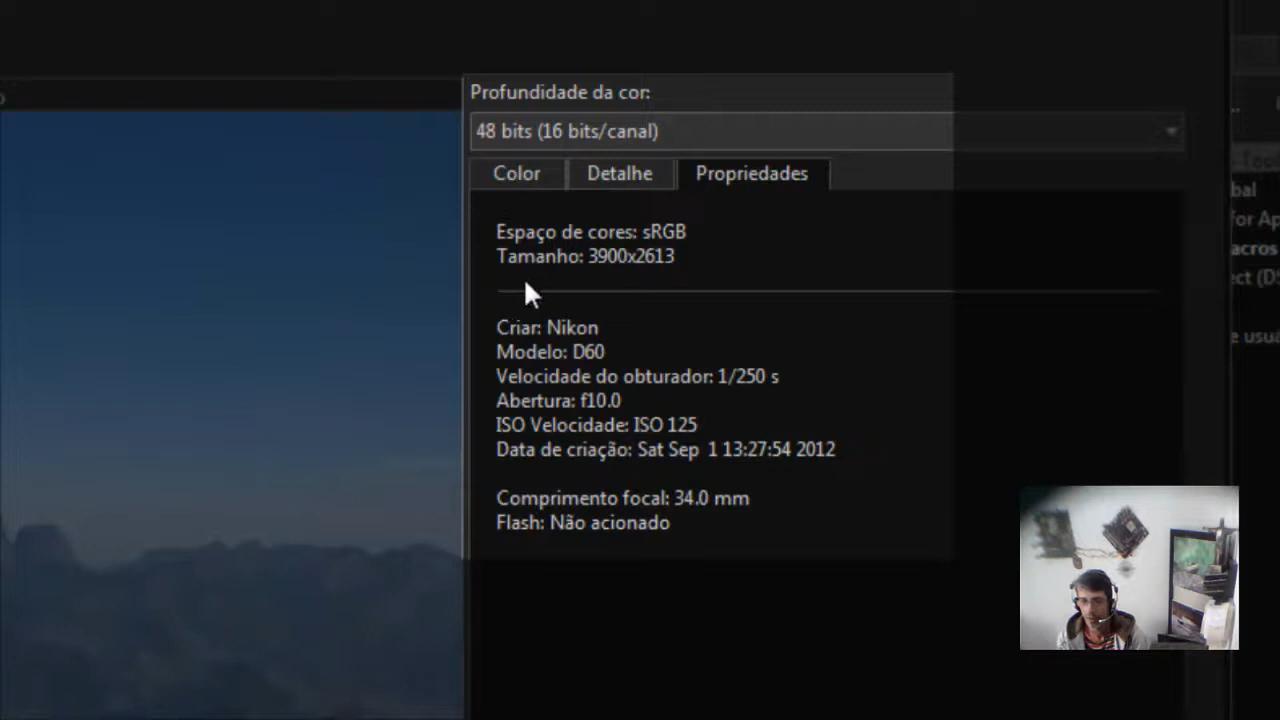 Profundidade da cor:
48 bits (16 bits/canal)
Color
Detalhe
Propriedades
Espaço de cores: sRGB
Tamanho: 3900x2613
Criar: Nikon
Modelo: D60
Velocidade do obturador: 1/250 s
Abertura: f10.0
ISO Velocidade: ISO 125
Data de criação: Sat Sep  1 13:27:54 2012
Comprimento focal: 34.0 mm
Flash: Não acionado